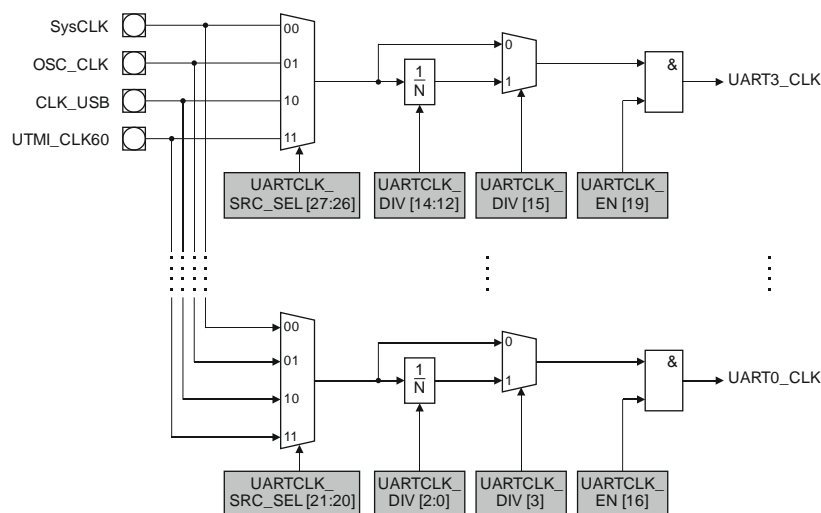 SysCLK
OSC_CLK
CLK_USB
UTMI_CLK60
00
01
10
11
1
N
0
1
&
UART3_CLK
UARTCLK_
SRC_SEL [27:26]
UARTCLK_
DIV [14:12]
UARTCLK_
DIV [15]
UARTCLK_
EN [19]
00
01
10
11
1
N
0
1
&
UART0_CLK
UARTCLK_
SRC_SEL [21:20]
UARTCLK_
DIV [2:0]
UARTCLK_
DIV [3]
UARTCLK_
EN [16]